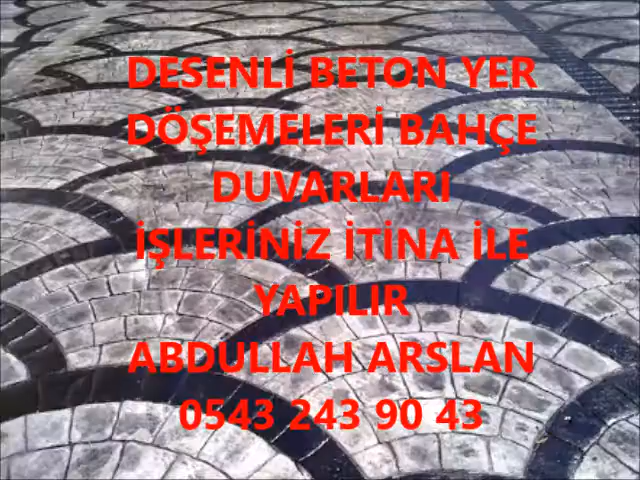 DESENLİ BETON YER
DÖŞEMELERİ BAHÇE
DUVARLARI
İŞLERİNİZ İTİNA İLE
YAPILIR
ABDULLAH ARSLAN
0543 243 90 43